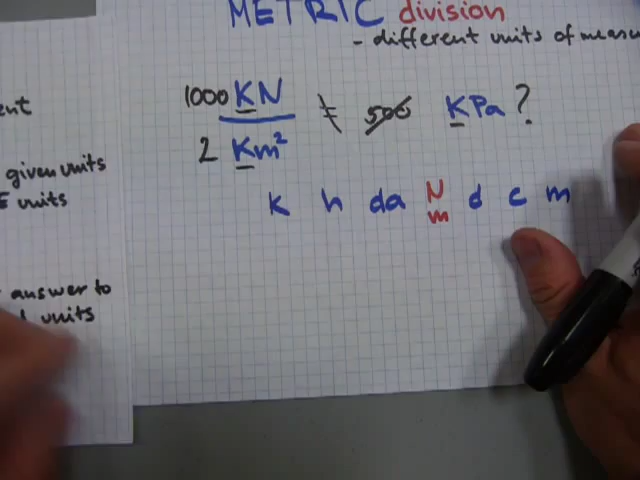 METRIC division
- different units of measu
1000 KN
2 Km²
≠ 500 KPa?
k h da N d c m
m
ent
given units
units
answer to
units